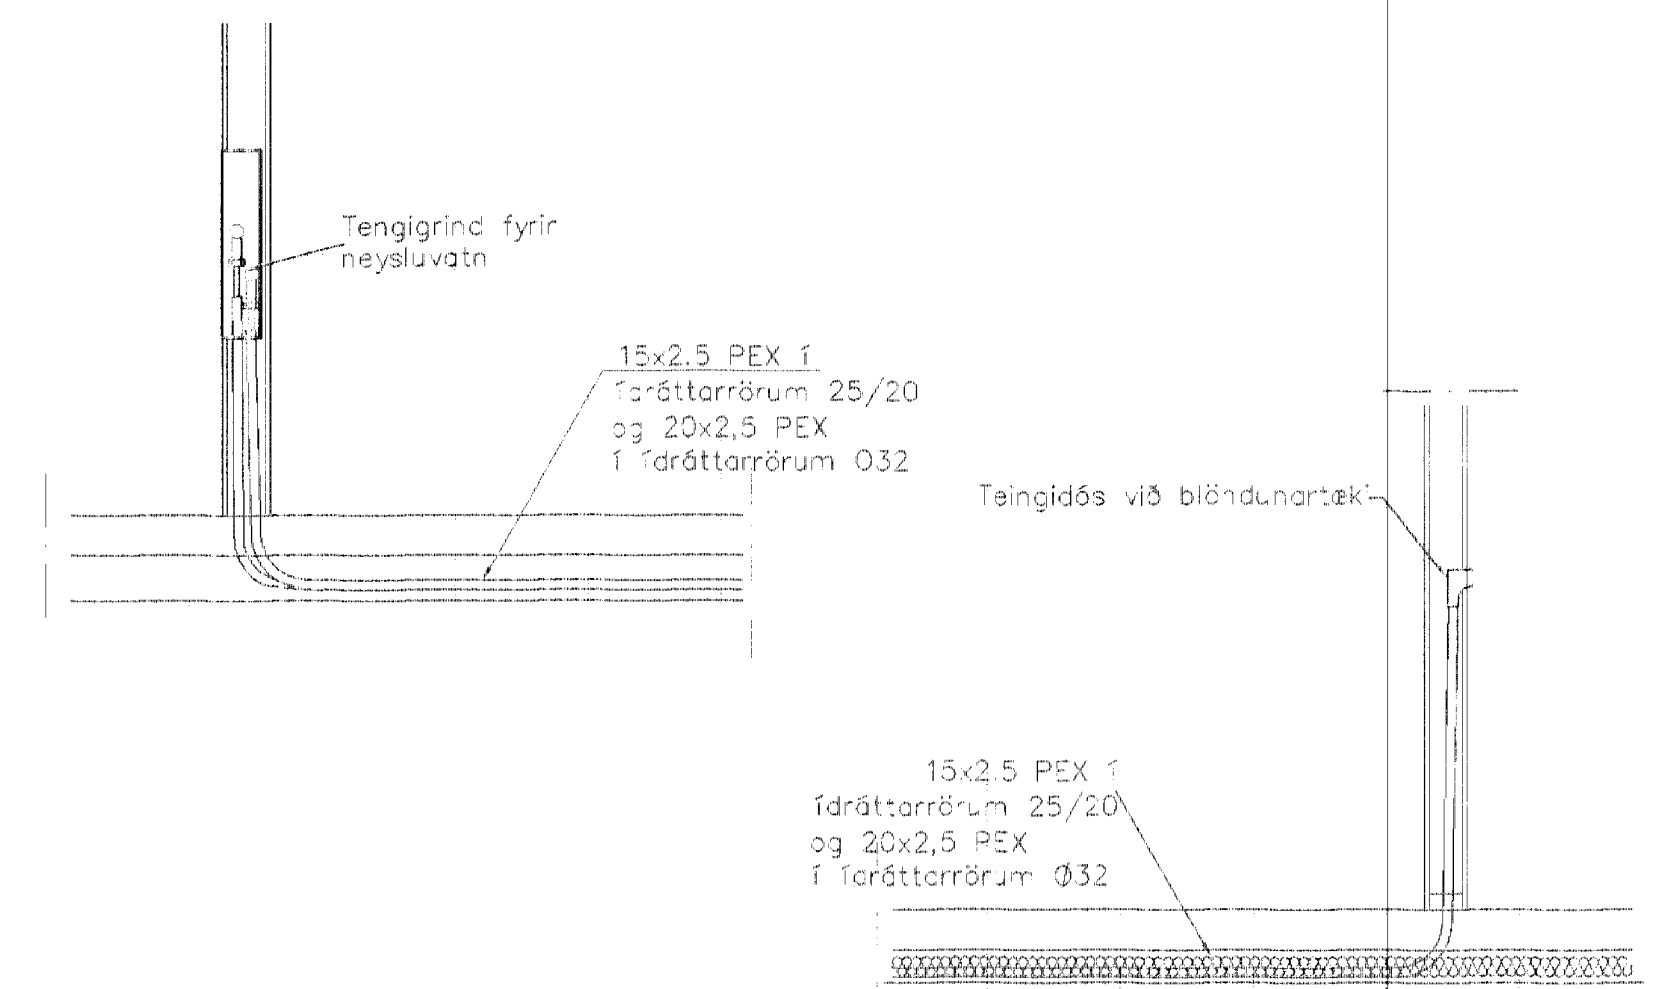 Tengigrind fyrir
neysluvatn
15x2.5 PEX í
ídráttarrörum 25/20
og 20x2,5 PEX
í ídráttarrörum Ø32
Teingidós við blöndunartæki
15x2.5 PEX í
ídráttarrörum 25/20
og 20x2,5 PEX
í ídráttarrörum Ø32